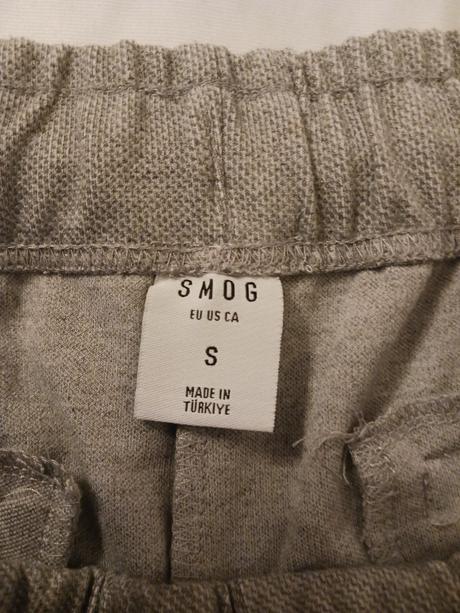 SMOG
EU US CA
S
MADE IN
TÜRKIYE